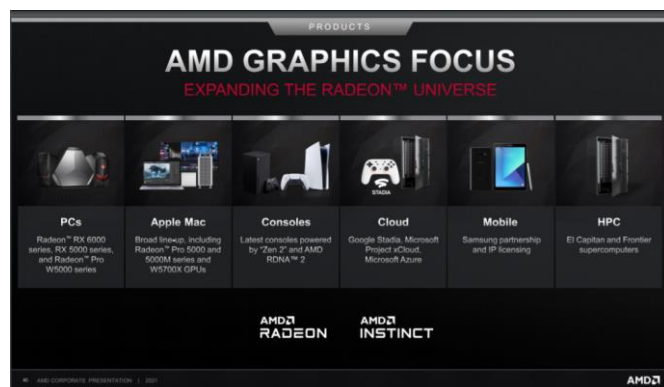 PRODUCTS
AMD GRAPHICS FOCUS
EXPANDING THE RADEON™ UNIVERSE
STADIA
PCs
Radeon™ RX 6000
series, RX 5000 series,
and Radeon™ Pro
W5000 series
Apple Mac
Broad line-up, including
Radeon™ Pro 5000 and
5000M series and
W5700X GPUs
Consoles
Latest consoles powered
by "Zen 2" and AMD
RDNA™ 2
Cloud
Google Stadia, Microsoft
Project xCloud,
Microsoft Azure
Mobile
Samsung partnership
and IP licensing
HPC
El Capitan and Frontier
supercomputers
AMD
RADEON
AMD
INSTINCT
AMD CORPORATE PRESENTATION | 2021
AMD